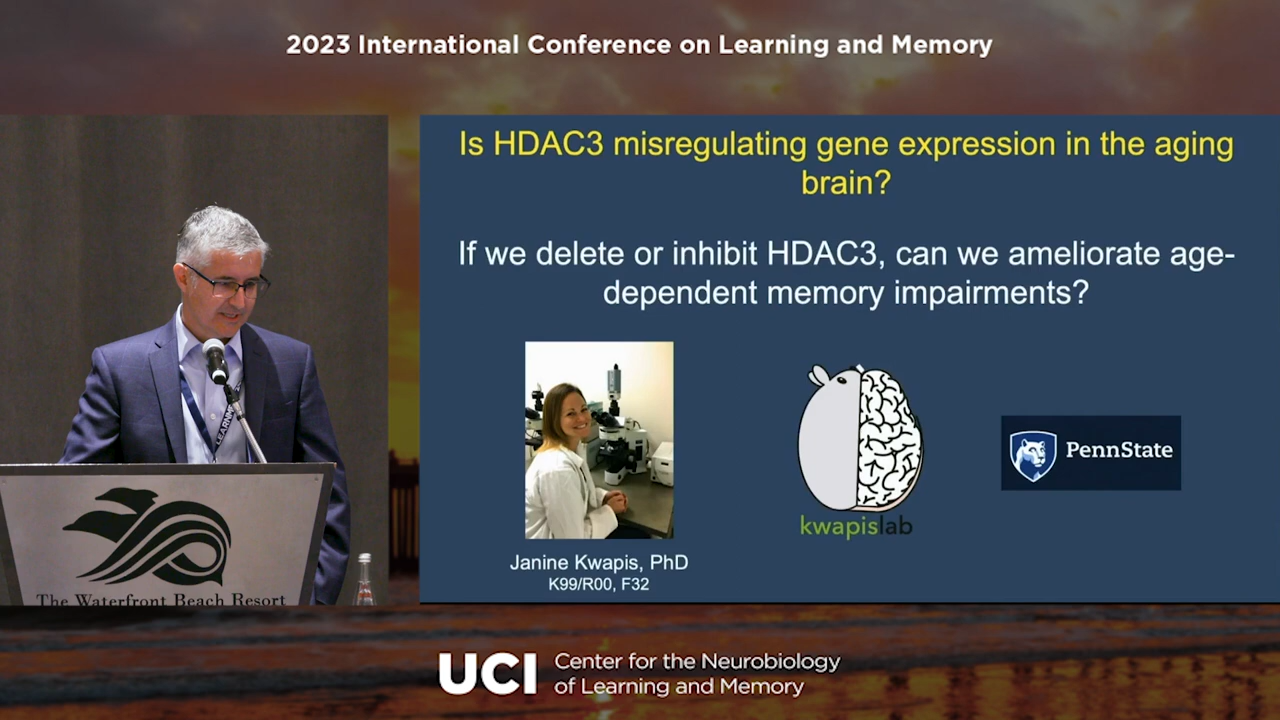 2023 International Conference on Learning and Memory
Is HDAC3 misregulating gene expression in the aging
brain?
If we delete or inhibit HDAC3, can we ameliorate age-
dependent memory impairments?
Janine Kwapis, PhD
K99/R00, F32
kwapislab
PennState
LEARN
The Waterfront Beach Resort
UCI Center for the Neurobiology
of Learning and Memory